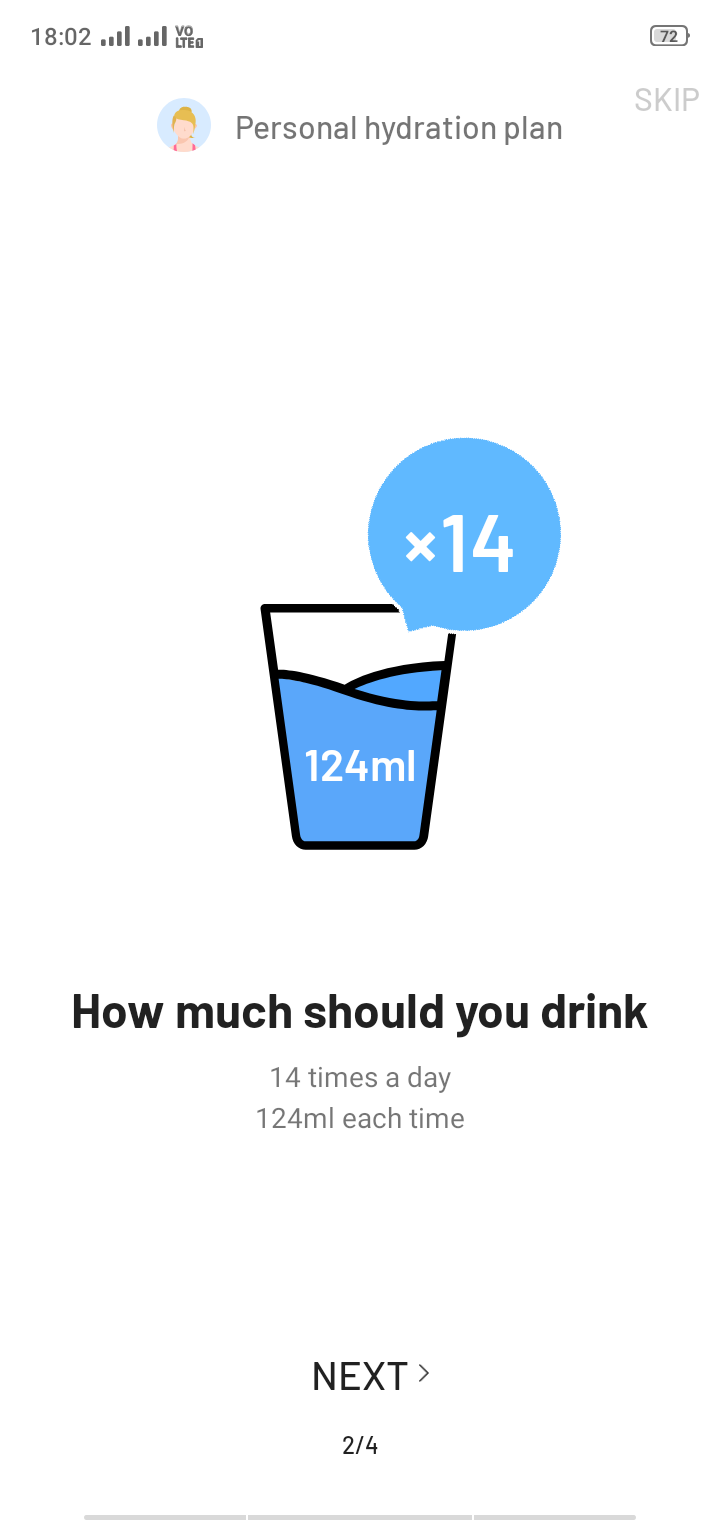 18:02 VO LTE 72
SKIP
Personal hydration plan
×14
124ml
How much should you drink
14 times a day
124ml each time
NEXT >
2/4